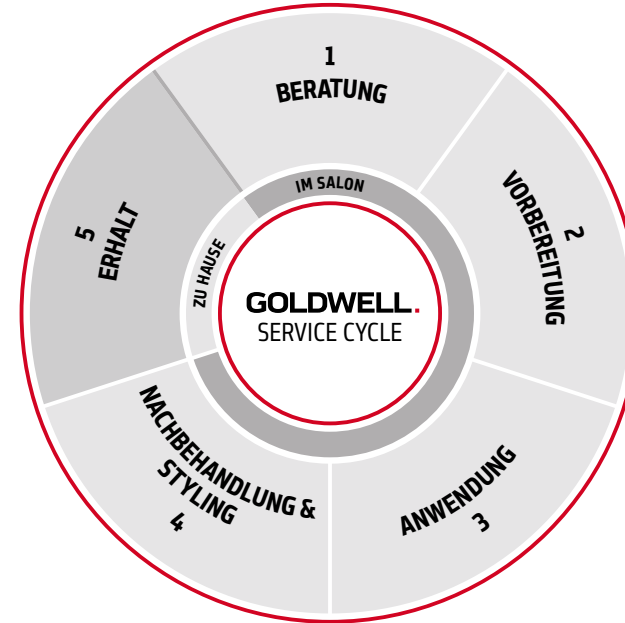 1
BERATUNG
2
VORBEREITUNG
3
ANWENDUNG
4
NACHBEHANDLUNG &
STYLING
5
ERHALT
IM SALON
ZU HAUSE
GOLDWELL.
SERVICE CYCLE